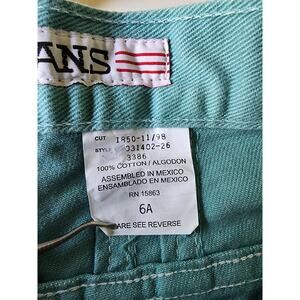 ANS
CUT 1850-11/98
STYLE 031402-26
3386
100% COTTON / ALGODON
ASSEMBLED IN MEXICO
ENSAMBLADO EN MEXICO
RN 15863
6A
CARE SEE REVERSE